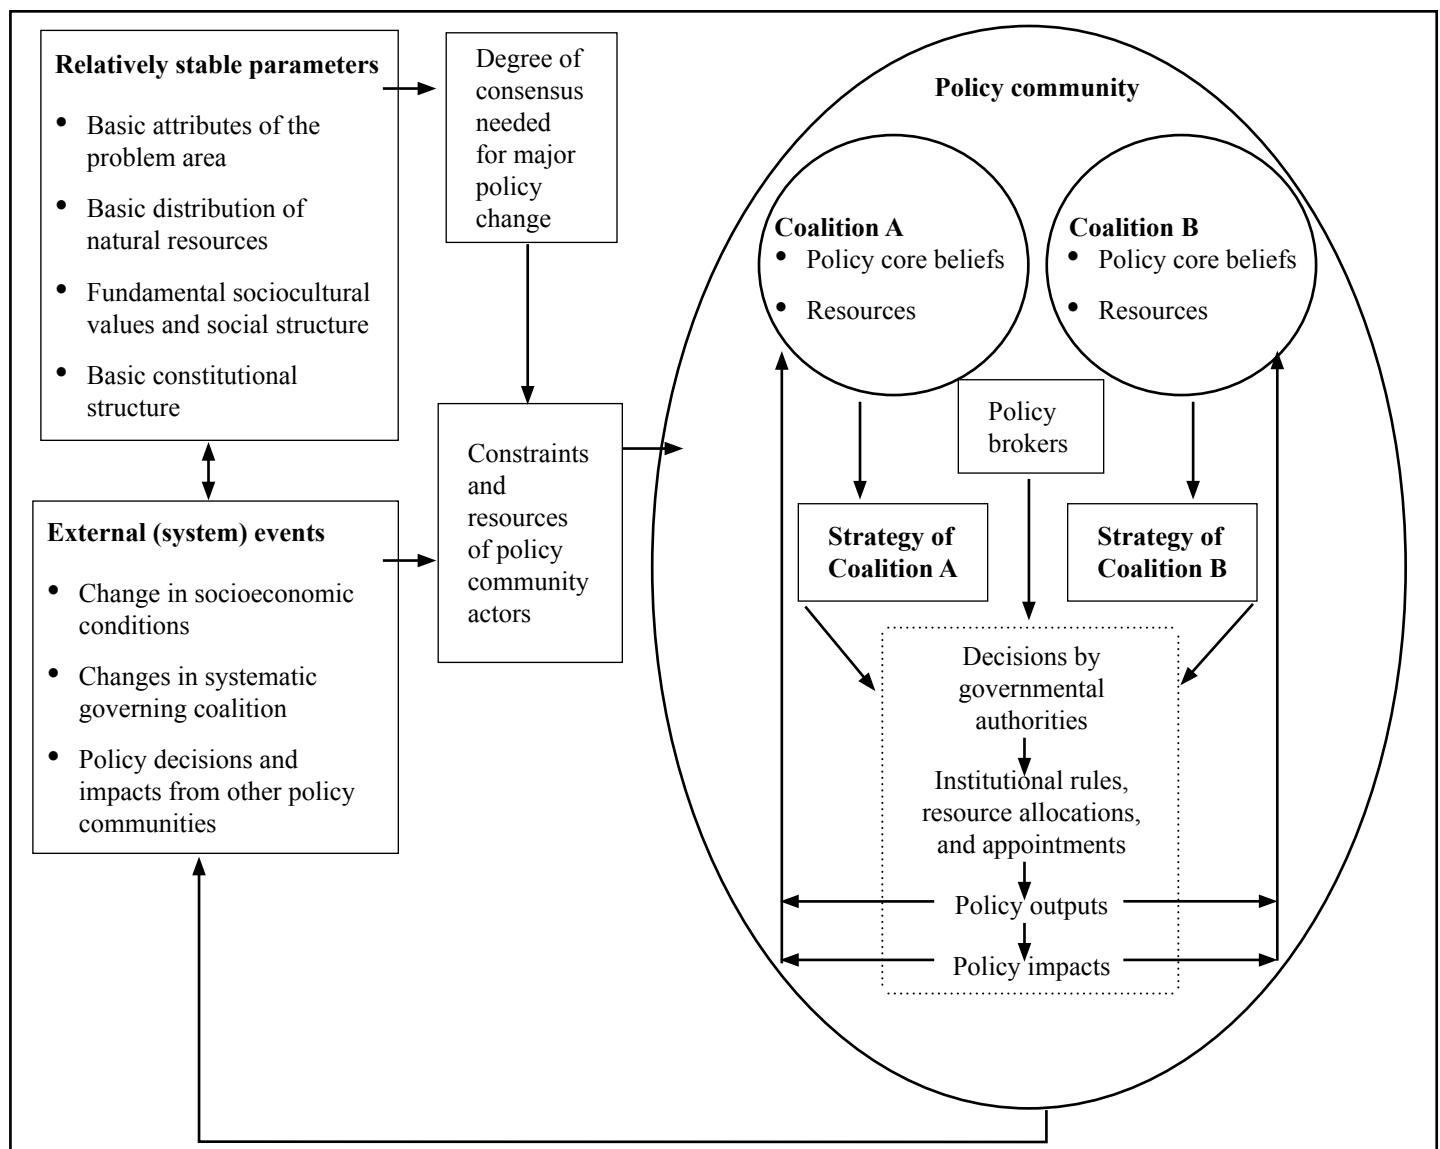 Relatively stable parameters
• Basic attributes of the
problem area
• Basic distribution of
natural resources
• Fundamental sociocultural
values and social structure
• Basic constitutional
structure
External (system) events
• Change in socioeconomic
conditions
• Changes in systematic
governing coalition
• Policy decisions and
impacts from other policy
communities
Degree of
consensus
needed
for major
policy
change
Constraints
and
resources
of policy
community
actors
Policy community
Coalition A
• Policy core beliefs
• Resources
Coalition B
• Policy core beliefs
• Resources
Policy
brokers
Strategy of
Coalition A
Strategy of
Coalition B
Decisions by
governmental
authorities
Institutional rules,
resource allocations,
and appointments
Policy outputs
Policy impacts